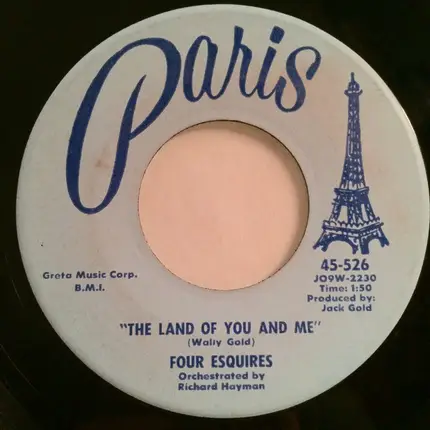 Paris
45-526
JO9W-2230
Time: 1:50
Produced by:
Jack Gold
Greta Music Corp.
B.M.I.
"THE LAND OF YOU AND ME"
(Wally Gold)
FOUR ESQUIRES
Orchestrated by
Richard Hayman